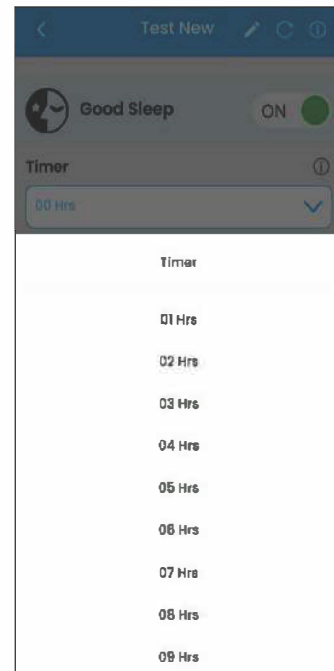 Test New
Good Sleep ON
Timer
00 Hrs
Timer
01 Hrs
02 Hrs
03 Hrs
04 Hrs
05 Hrs
06 Hrs
07 Hrs
08 Hrs
09 Hrs